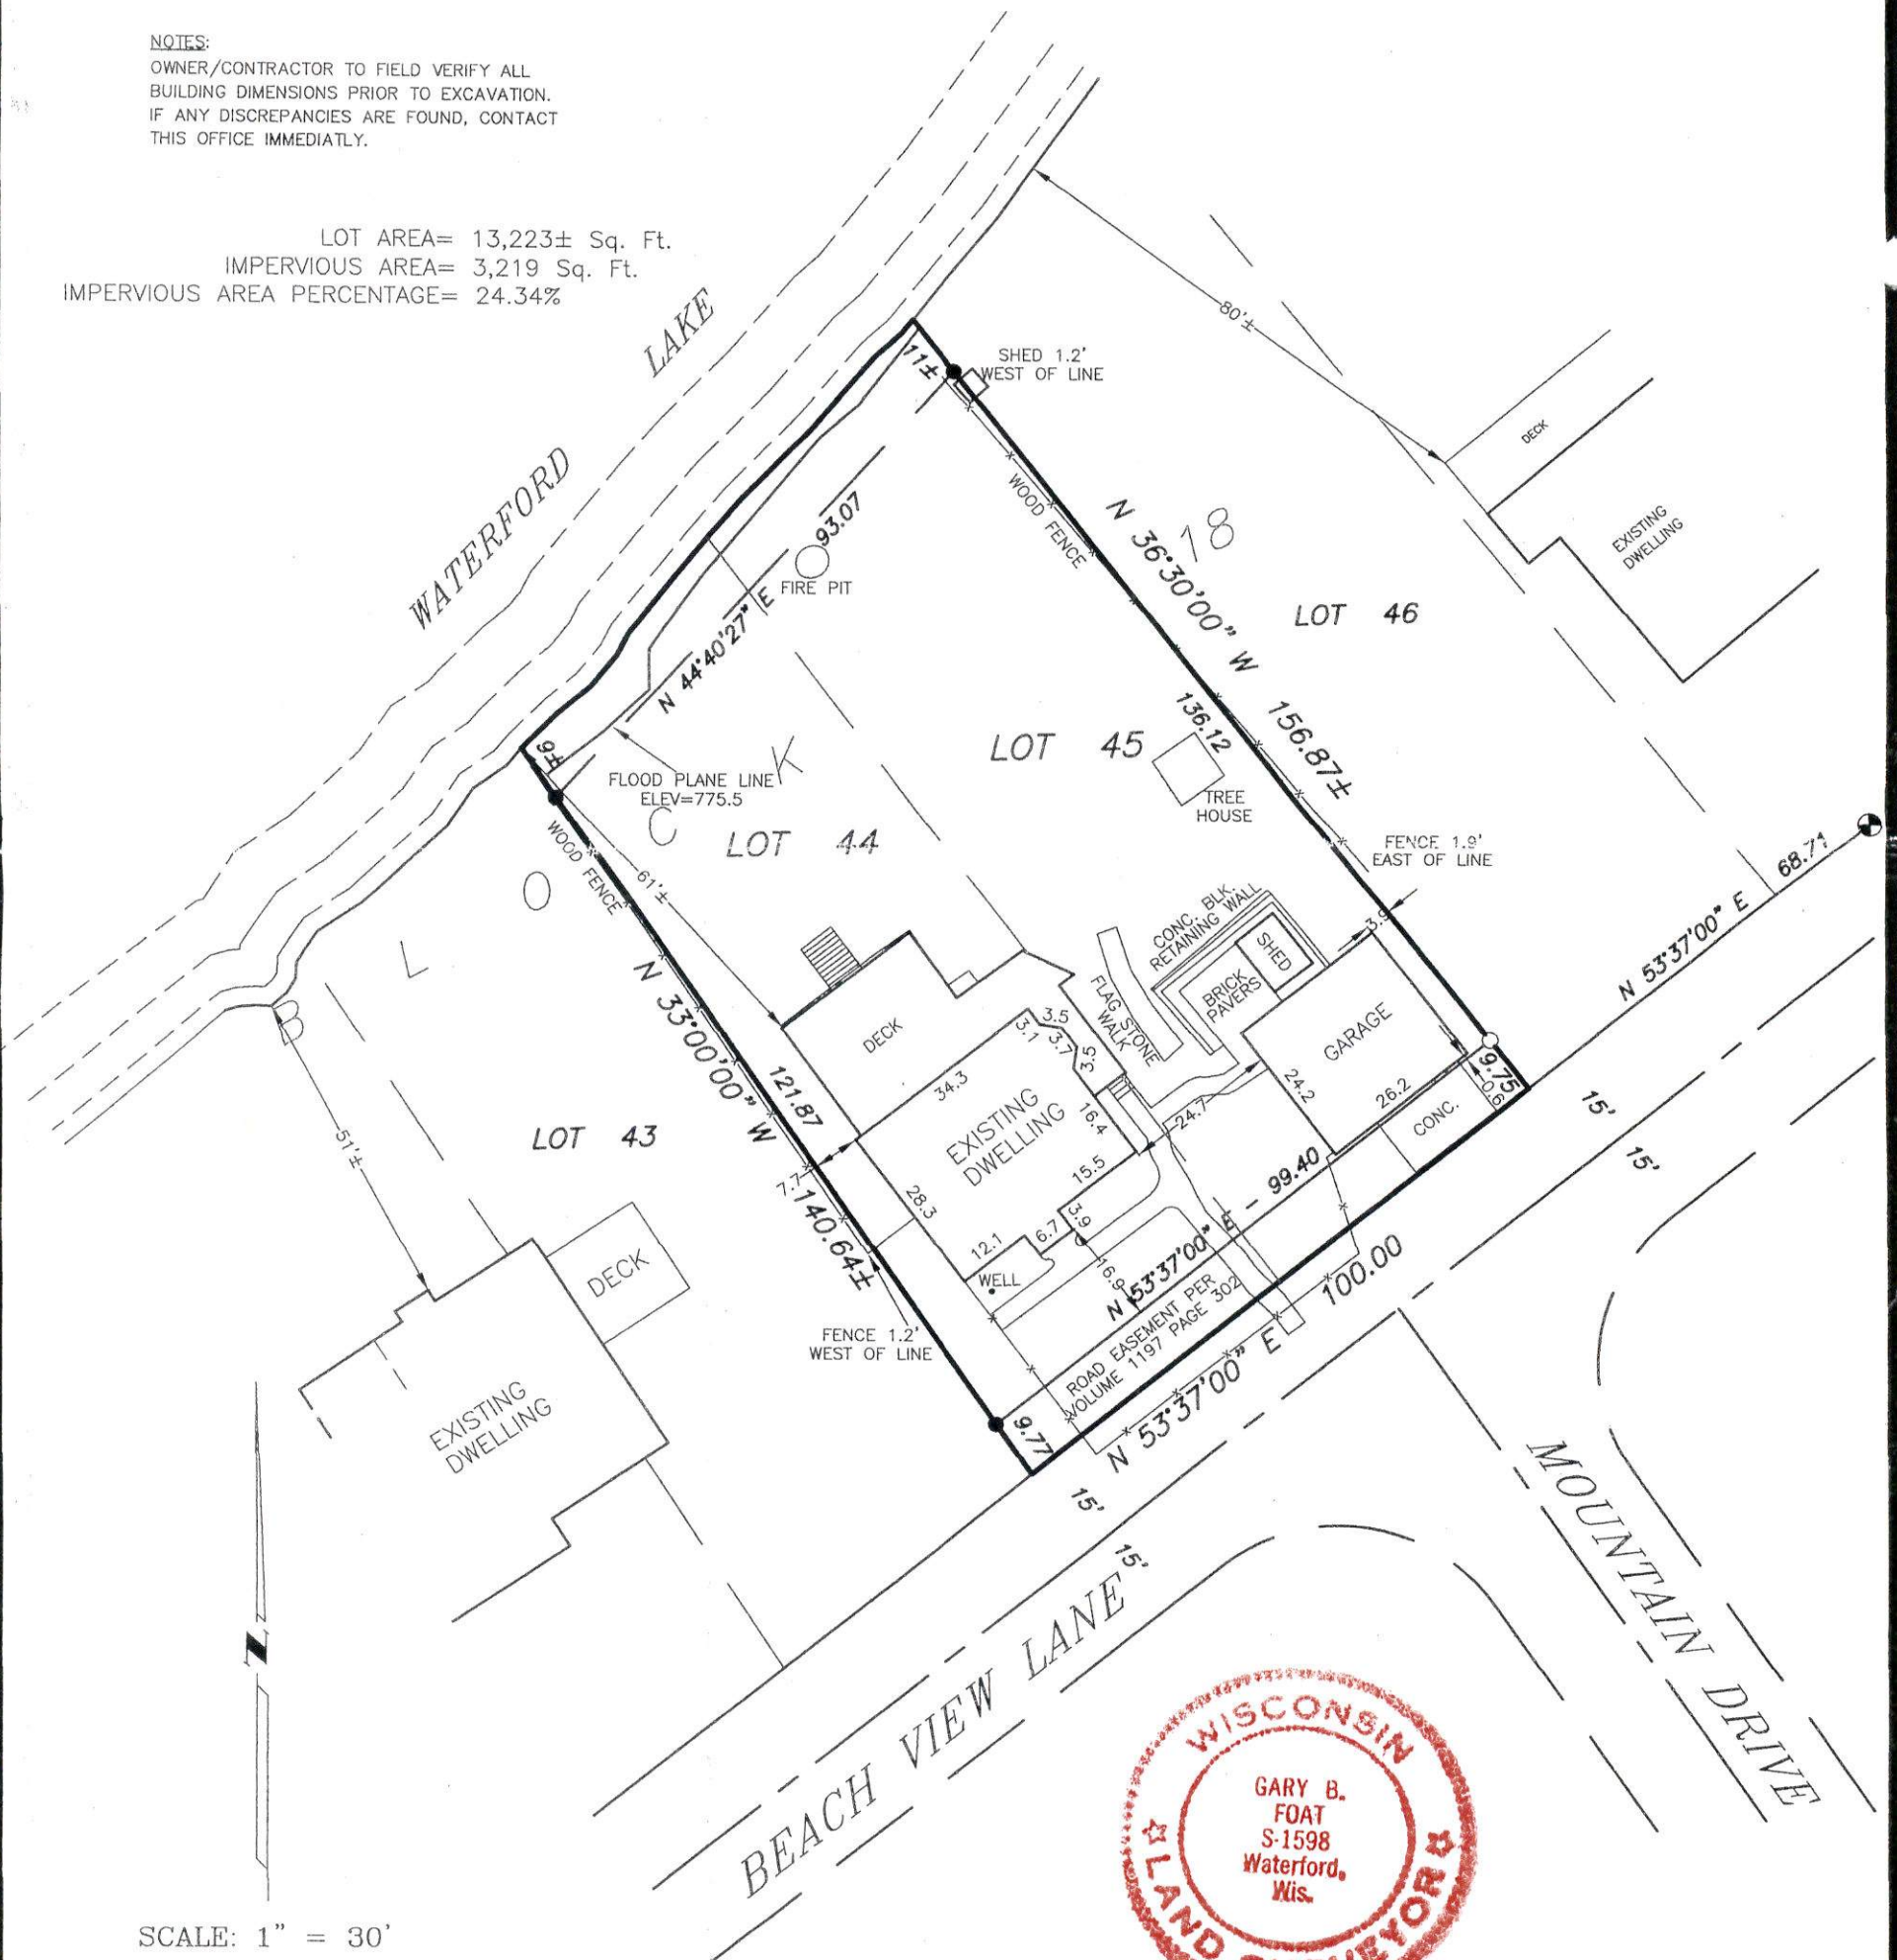 NOTES:
OWNER/CONTRACTOR TO FIELD VERIFY ALL
BUILDING DIMENSIONS PRIOR TO EXCAVATION.
IF ANY DISCREPANCIES ARE FOUND, CONTACT
THIS OFFICE IMMEDIATLY.
LOT AREA= 13,223± Sq. Ft.
IMPERVIOUS AREA= 3,219 Sq. Ft.
IMPERVIOUS AREA PERCENTAGE= 24.34%
WATERFORD LAKE
11±
SHED 1.2'
WEST OF LINE
80'±
DECK
EXISTING
DWELLING
WOOD FENCE
N 36°30'00" W 156.87±
136.12
18
LOT 46
93.07
FIRE PIT
N 44°40'27" E
LOT 45
TREE
HOUSE
9±
FLOOD PLANE LINE
ELEV=775.5
LOT 44
BLOCK
WOOD FENCE
61'±
FENCE 1.9'
EAST OF LINE
68.71
N 53°37'00" E
CONC. BLK.
RETAINING WALL
SHED
BRICK
PAVERS
FLAG STONE
WALK
3.9
GARAGE
24.2
26.2
9.75
0.6
CONC.
24.7
DECK
34.3
3.1
3.5
3.7
3.5
16.4
15.5
EXISTING
DWELLING
28.3
12.1
6.7
3.9
16.9
WELL
N 33°00'00" W
121.87
7.7
140.64±
LOT 43
51'±
DECK
EXISTING
DWELLING
FENCE 1.2'
WEST OF LINE
N 53°37'00" E - 99.40
ROAD EASEMENT PER
VOLUME 1197 PAGE 302
9.77
N 53°37'00" E 100.00
15'
15'
15'
15'
BEACH VIEW LANE
MOUNTAIN DRIVE
N
WISCONSIN
GARY B.
FOAT
S-1598
Waterford,
Wis.
LAND SURVEYOR
SCALE: 1" = 30'